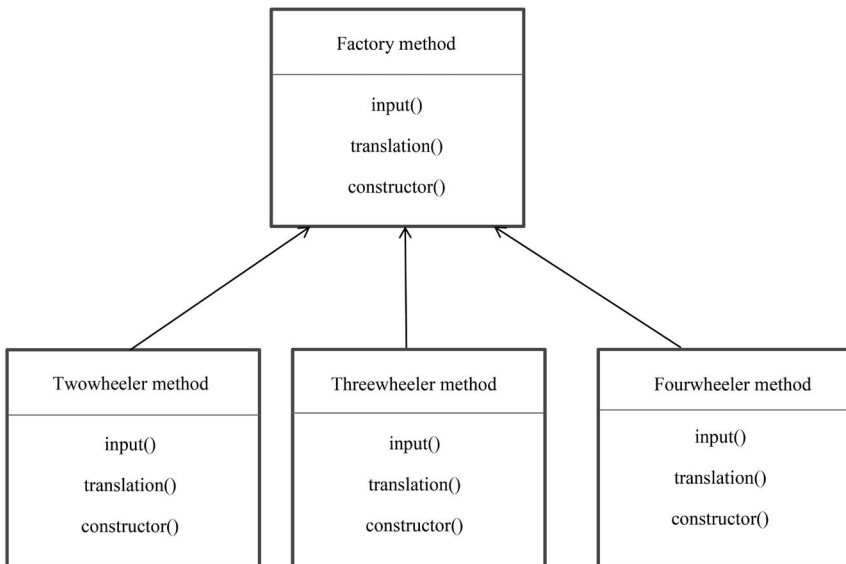 Factory method
input()
translation()
constructor()
Twowheeler method
input()
translation()
constructor()
Threewheeler method
input()
translation()
constructor()
Fourwheeler method
input()
translation()
constructor()